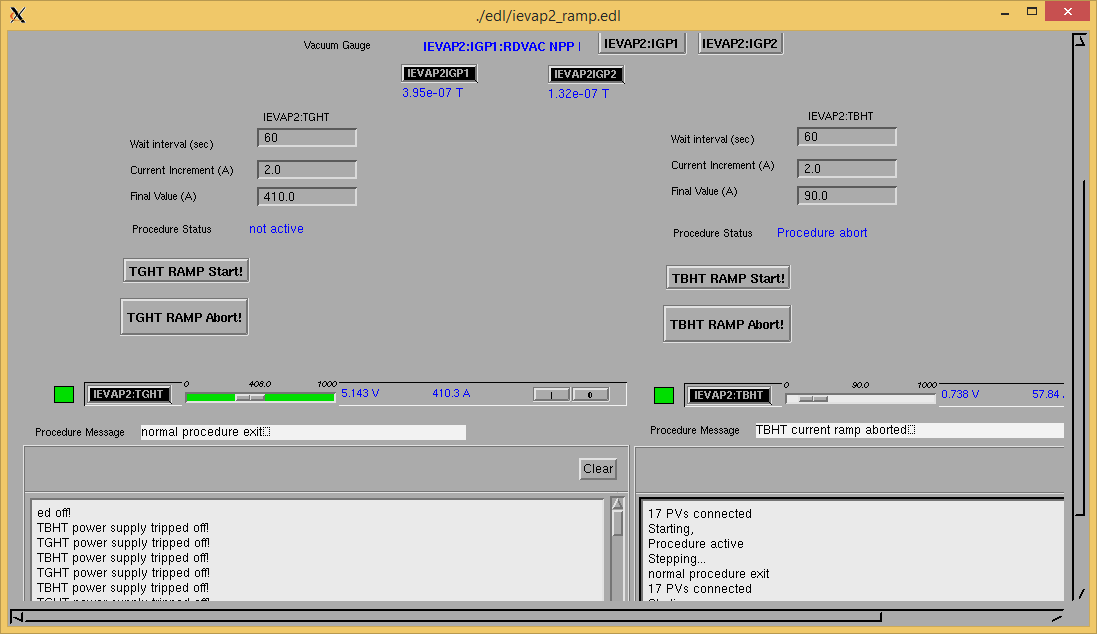 ./edl/ievap2_ramp.edl
Vacuum Gauge
IEVAP2:IGP1:RDVAC NPP
IEVAP2:IGP1
IEVAP2:IGP2
IEVAP2IGP1
IEVAP2IGP2
3.95e-07 T
1.32e-07 T
IEVAP2:TGHT
Wait interval (sec)
60
Current Increment (A)
2.0
Final Value (A)
410.0
Procedure Status
not active
TGHT RAMP Start!
TGHT RAMP Abort!
IEVAP2:TBHT
Wait interval (sec)
60
Current Increment (A)
2.0
Final Value (A)
90.0
Procedure Status
Procedure abort
TBHT RAMP Start!
TBHT RAMP Abort!
IEVAP2:TGHT
0
408.0
1000
5.143 V
410.3 A
I
0
IEVAP2:TBHT
0
90.0
1000
0.738 V
57.84
Procedure Message
normal procedure exit
Procedure Message
TBHT current ramp aborted
Clear
ed off!
TBHT power supply tripped off!
TGHT power supply tripped off!
TBHT power supply tripped off!
TGHT power supply tripped off!
TBHT power supply tripped off!
TGHT power supply tripped off!
17 PVs connected
Starting,
Procedure active
Stepping...
normal procedure exit
17 PVs connected